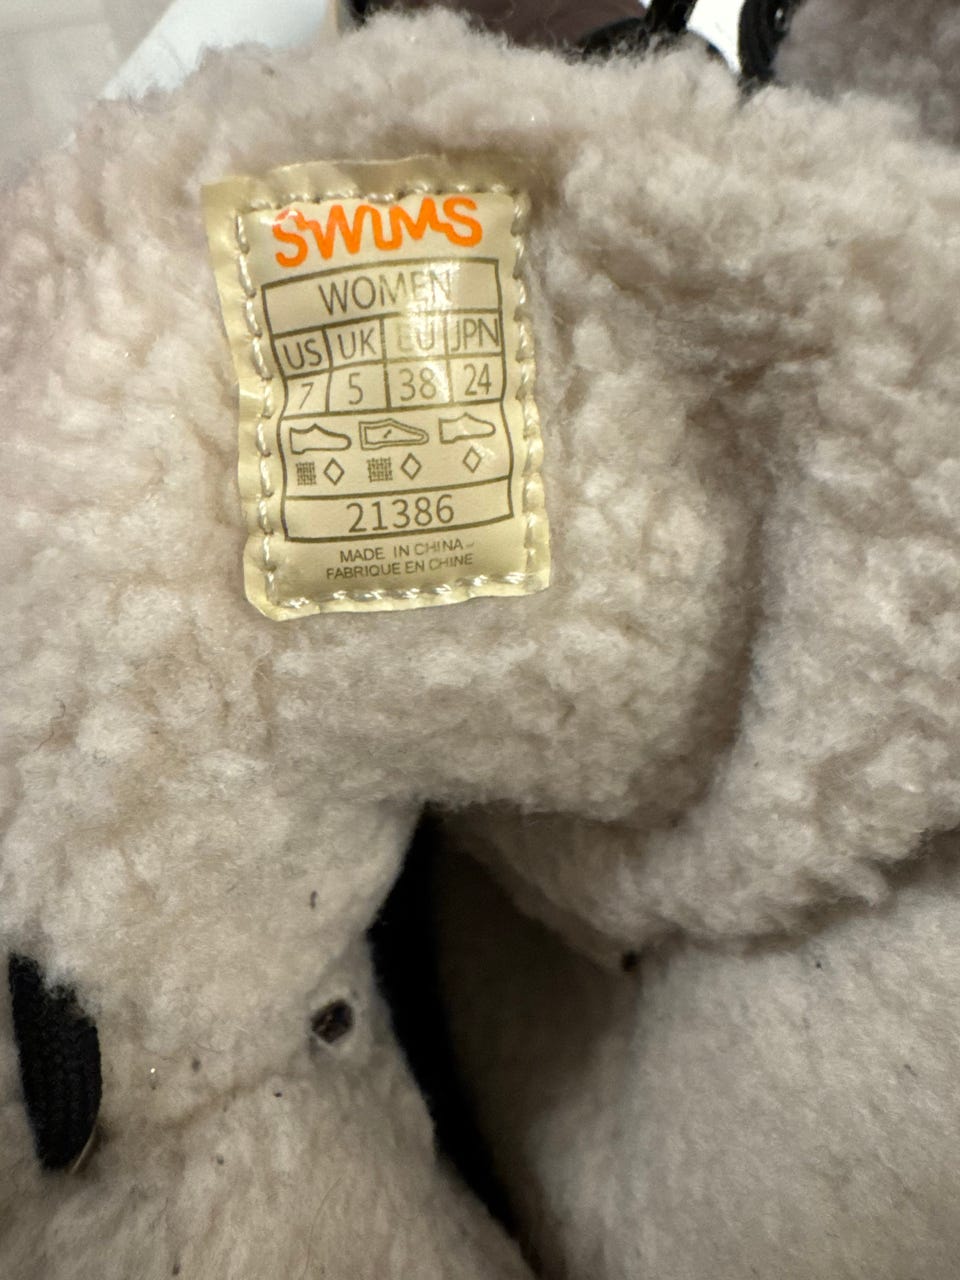 SWIMS
WOMEN
US UK EU JPN
7 5 38 24
21386
MADE IN CHINA
FABRIQUE EN CHINE